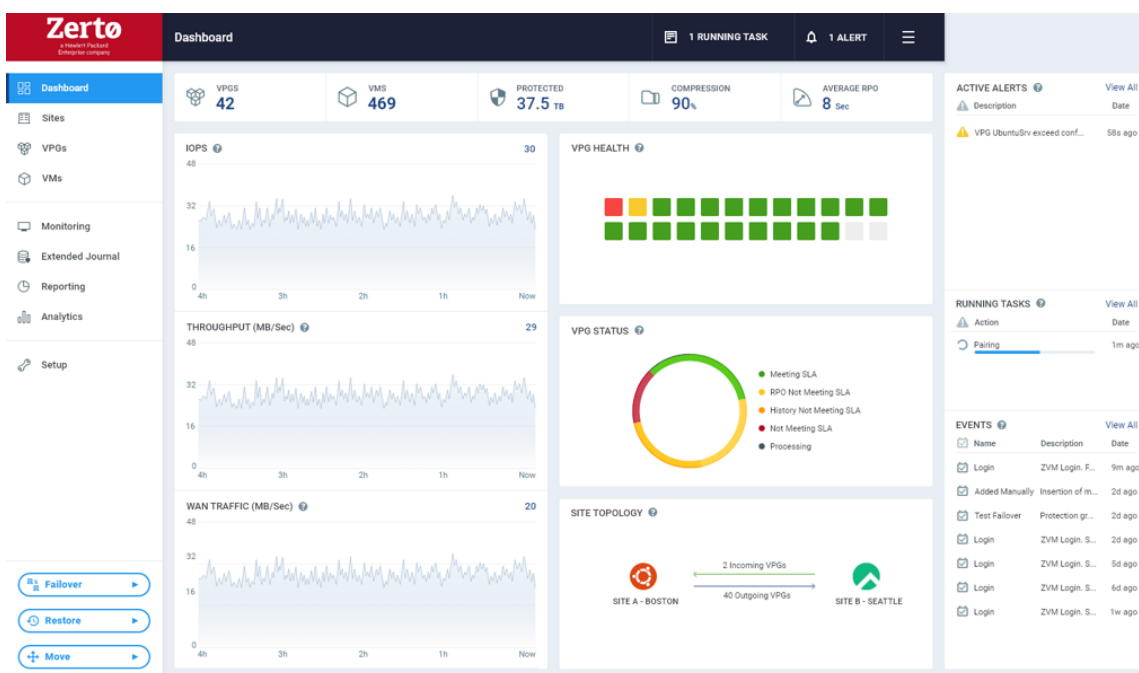 Zertø
a Hewlett Packard
Enterprise company
Dashboard
1 RUNNING TASK
1 ALERT
Dashboard
Sites
VPGs
VMs
Monitoring
Extended Journal
Reporting
Analytics
Setup
Failover
Restore
Move
VPGS
42
VMS
469
PROTECTED
37.5 TB
COMPRESSION
90%
AVERAGE RPO
8 Sec
IOPS 30
48
32
16
0
4h 3h 2h 1h Now
THROUGHPUT (MB/Sec) 29
48
32
16
0
4h 3h 2h 1h Now
WAN TRAFFIC (MB/Sec) 20
48
32
16
0
4h 3h 2h 1h Now
VPG HEALTH
VPG STATUS
Meeting SLA
RPO Not Meeting SLA
History Not Meeting SLA
Not Meeting SLA
Processing
SITE TOPOLOGY
2 Incoming VPGs
40 Outgoing VPGs
SITE A - BOSTON
SITE B - SEATTLE
ACTIVE ALERTS View All
Description Date
VPG UbuntuSrv exceed conf... 58s ago
RUNNING TASKS View All
Action Date
Pairing 1m ago
EVENTS View All
Name Description Date
Login ZVM Login. F... 9m ago
Added Manually Insertion of m... 2d ago
Test Failover Protection gr... 2d ago
Login ZVM Login. S... 2d ago
Login ZVM Login. S... 5d ago
Login ZVM Login. S... 6d ago
Login ZVM Login. S... 1w ago